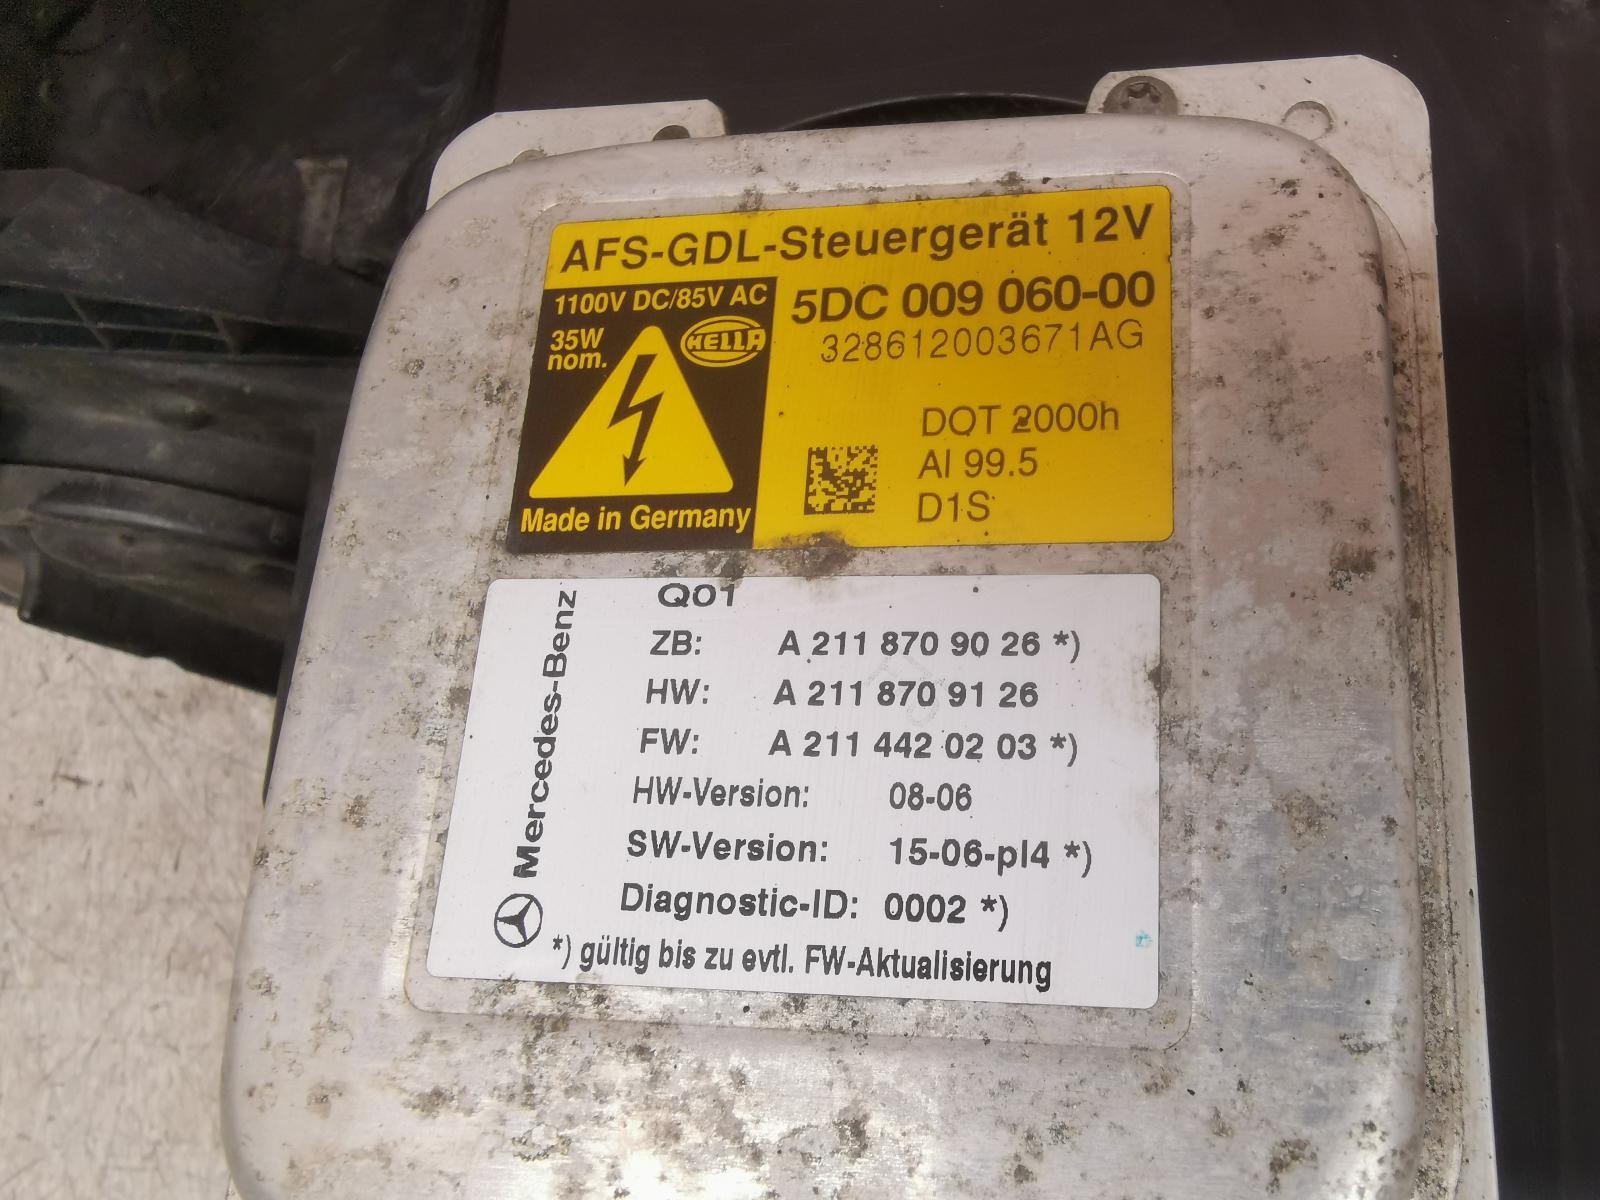 AFS-GDL-Steuergerät 12V
1100V DC/85V AC
35W
nom.
HELLA
Made in Germany
5DC 009 060-00
328612003671AG
DOT 2000h
Al 99.5
D1S
Mercedes-Benz
Q01
ZB: A 211 870 90 26 *)
HW: A 211 870 91 26
FW: A 211 442 02 03 *)
HW-Version: 08-06
SW-Version: 15-06-pl4 *)
Diagnostic-ID: 0002 *)
*) gültig bis zu evtl. FW-Aktualisierung